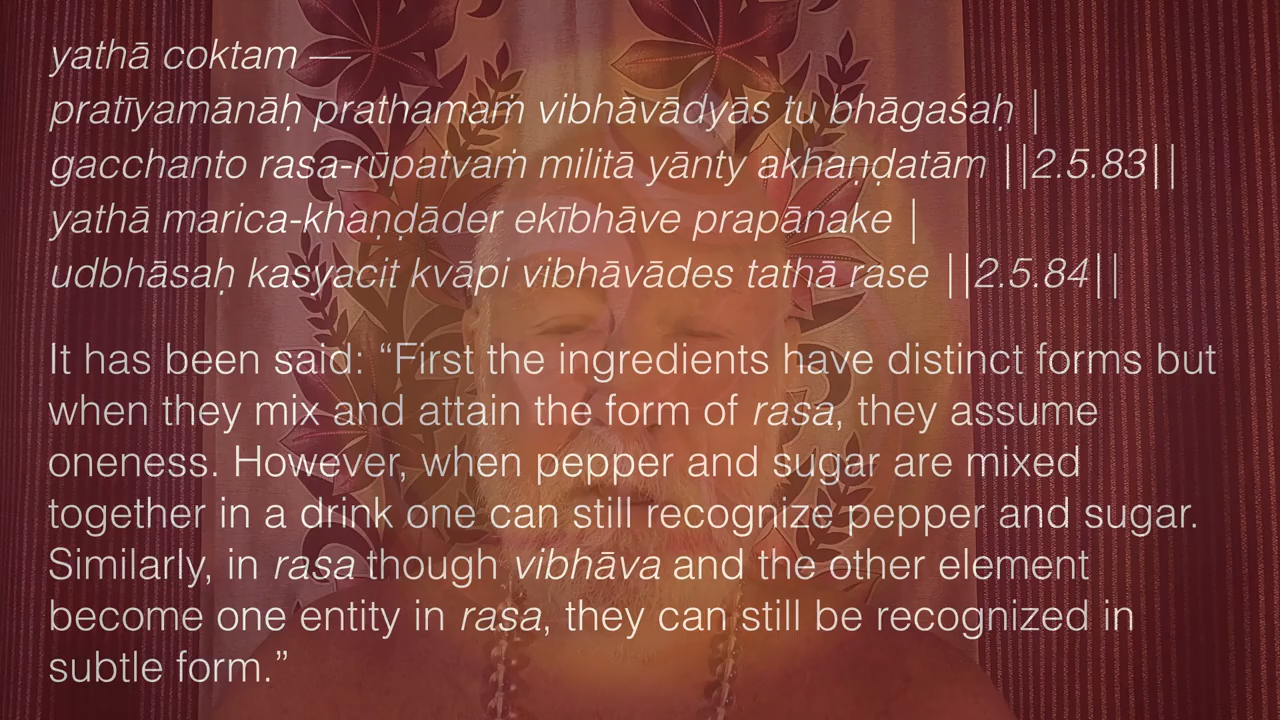 yathā coktam —
pratīyamānāḥ prathamaṁ vibhāvādyās tu bhāgaśaḥ |
gacchanto rasa-rūpatvaṁ militā yānty akhaṇḍatām ||2.5.83||
yathā marica-khaṇḍāder ekībhāve prapānake |
udbhāsaḥ kasyacit kvāpi vibhāvādes tathā rase ||2.5.84||
It has been said: “First the ingredients have distinct forms but
when they mix and attain the form of rasa, they assume
oneness. However, when pepper and sugar are mixed
together in a drink one can still recognize pepper and sugar.
Similarly, in rasa though vibhāva and the other element
become one entity in rasa, they can still be recognized in
subtle form.”